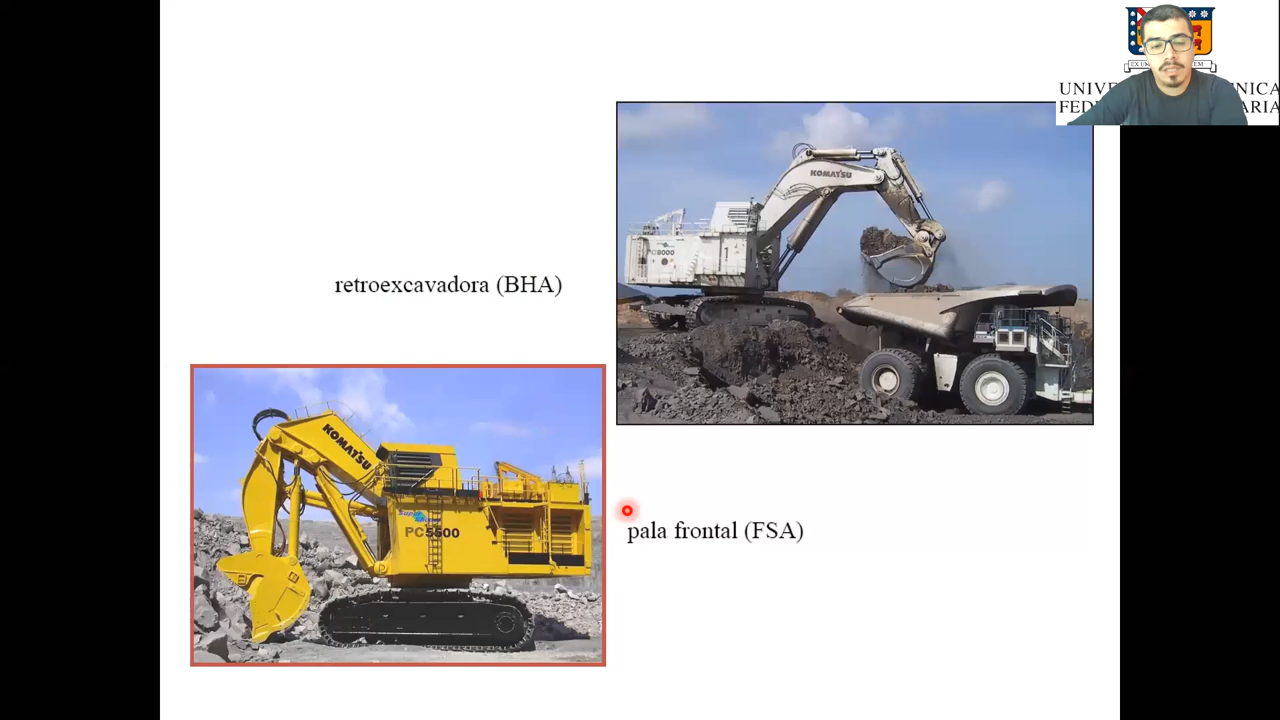 KOMATSU
PC8000
retroexcavadora (BHA)
KOMATSU
PC5500
pala frontal (FSA)